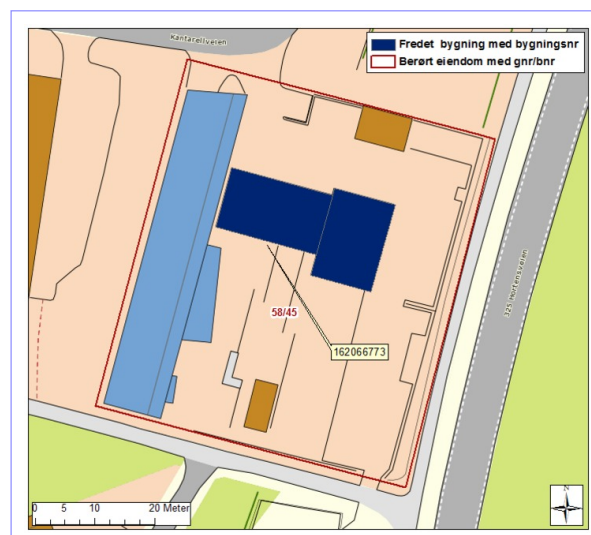 Kantarellveien
Fredet bygning med bygningsnr
Berørt eiendom med gnr/bnr
325 Hortensveien
58/45
162066773
0 5 10 20 Meter
N